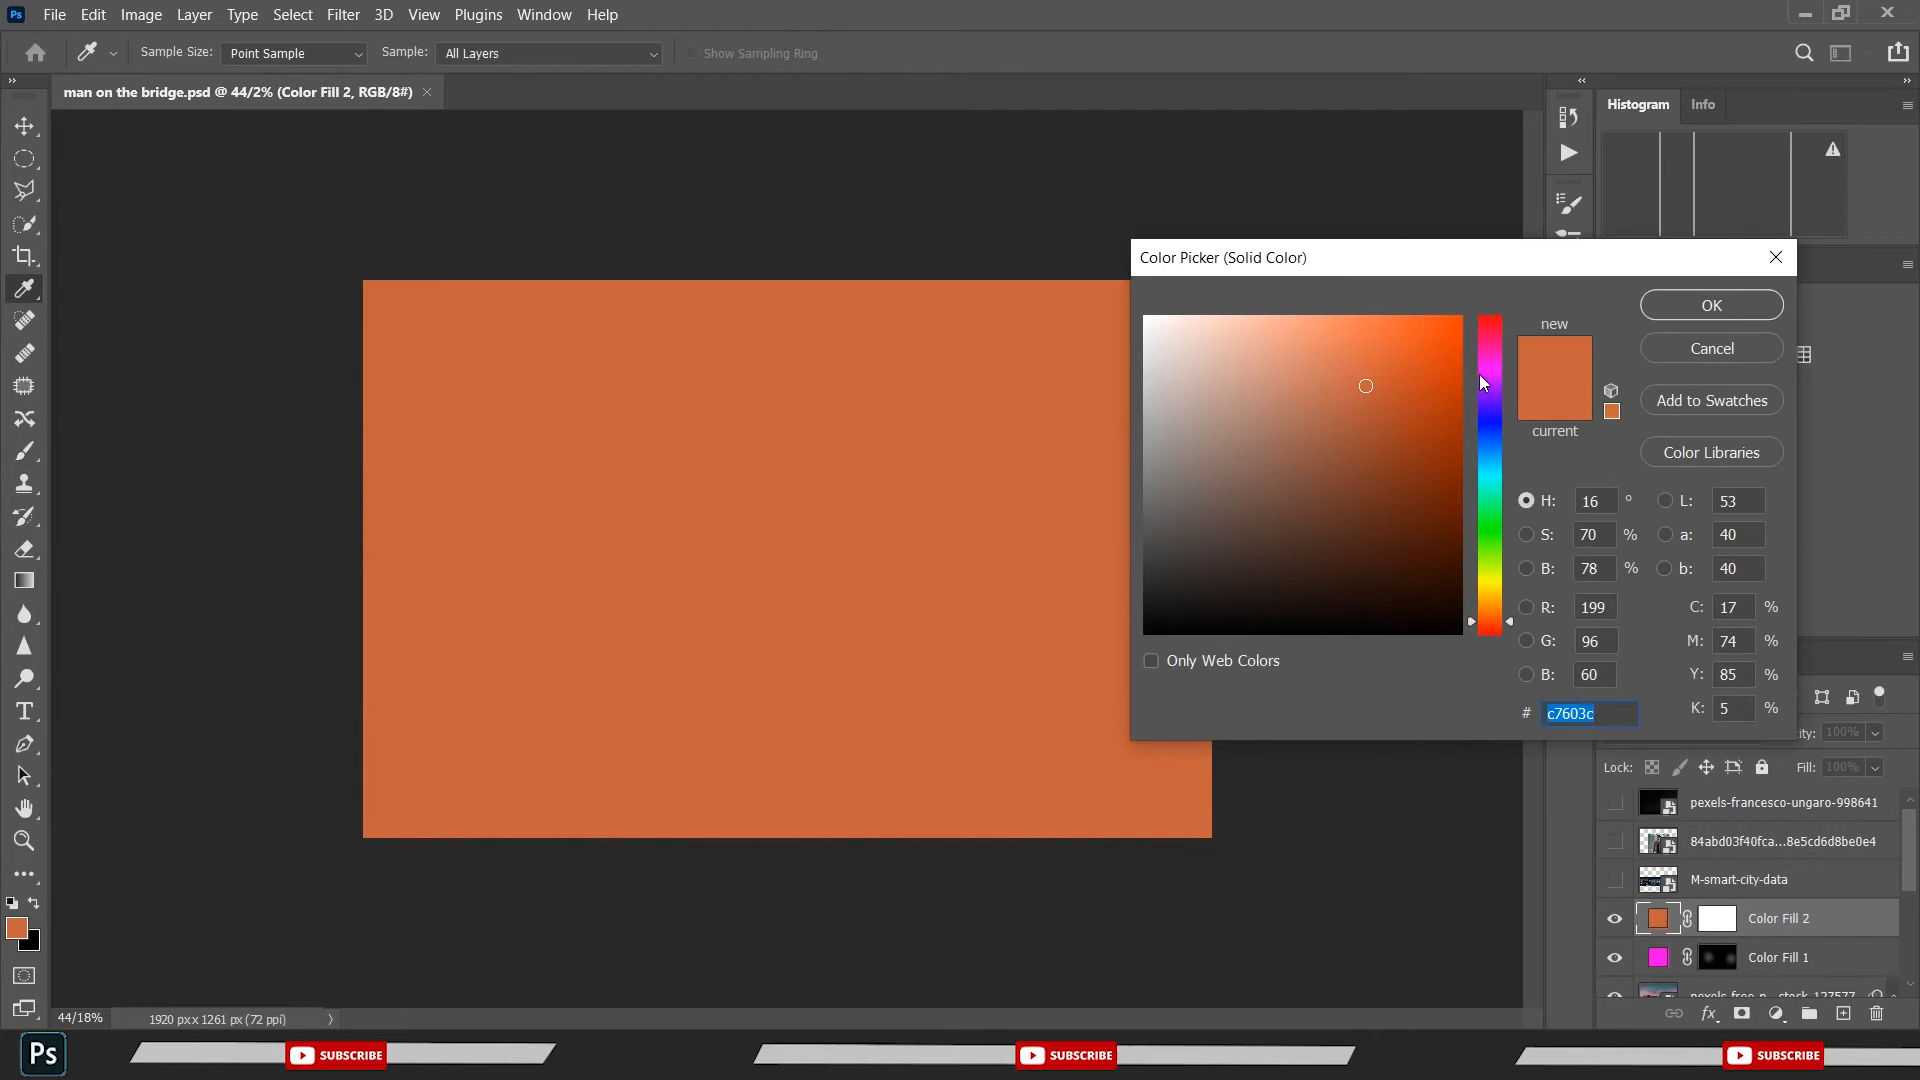 Ps File Edit Image Layer Type Select Filter 3D View Plugins Window Help
Sample Size: Point Sample Sample: All Layers Show Sampling Ring
man on the bridge.psd @ 44/2% (Color Fill 2, RGB/8#)
Histogram Info
Color Picker (Solid Color)
new
OK
Cancel
Add to Swatches
current
Color Libraries
H: 16 ° L: 53
S: 70 % a: 40
B: 78 % b: 40
R: 199 C: 17 %
G: 96 M: 74 %
B: 60 Y: 85 %
# c7603c K: 5 %
Only Web Colors
100%
Lock: Fill: 100%
pexels-francesco-ungaro-998641
84abd03f40fca...8e5cd6d8be0e4
M-smart-city-data
Color Fill 2
Color Fill 1
44/18% 1920 px x 1261 px (72 ppi)
Ps SUBSCRIBE SUBSCRIBE SUBSCRIBE